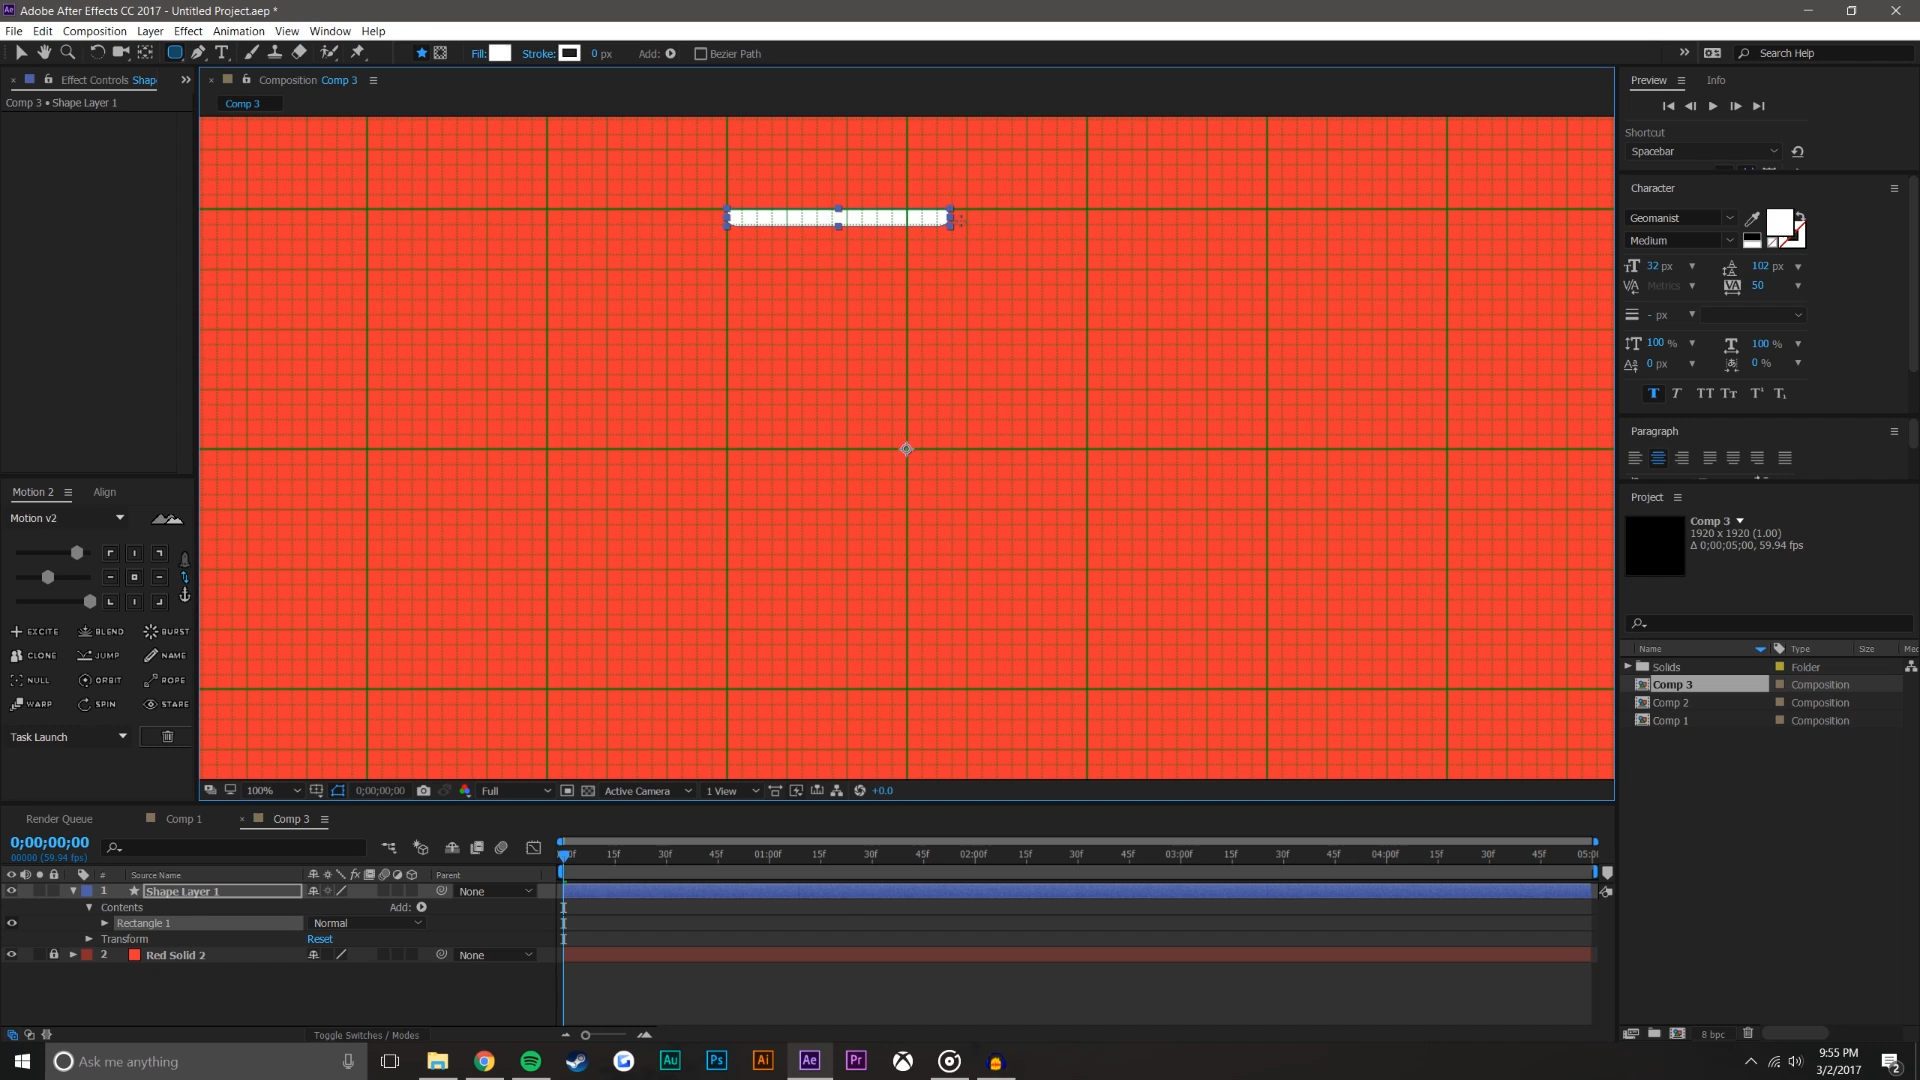 Adobe After Effects CC 2017 - Untitled Project.aep *
File Edit Composition Layer Effect Animation View Window Help
Fill: Stroke: 0 px Add: Bezier Path Search Help
Effect Controls Shap
Composition Comp 3
Preview Info
Comp 3 • Shape Layer 1
Comp 3
Shortcut
Spacebar
Character
Geomanist
Medium
32 px 102 px
Metrics 50
- px
100 % 100 %
0 px 0 %
Paragraph
Motion 2 Align
Motion v2
EXCITE BLEND BURST
CLONE JUMP NAME
NULL ORBIT ROPE
WARP SPIN STARE
Task Launch
Project
Comp 3
1920 x 1920 (1.00)
Δ 0;00;05;00, 59.94 fps
Name Type Size Mec
Solids Folder
Comp 3 Composition
Comp 2 Composition
Comp 1 Composition
100% 0;00;00;00 Full Active Camera 1 View +0.0
Render Queue Comp 1 Comp 3
0;00;00;00
00000 (59.94 fps)
15f 30f 45f 01:00f 15f 30f 45f 02:00f 15f 30f 45f 03:00f 15f 30f 45f 04:00f 15f 30f 45f 05:0
# Source Name Parent
1 Shape Layer 1 None
Contents Add:
Rectangle 1 Normal
Transform Reset
2 Red Solid 2 None
Toggle Switches / Modes
8 bpc
Ask me anything
Au Ps Ai Ae Pr
9:55 PM
3/2/2017
2